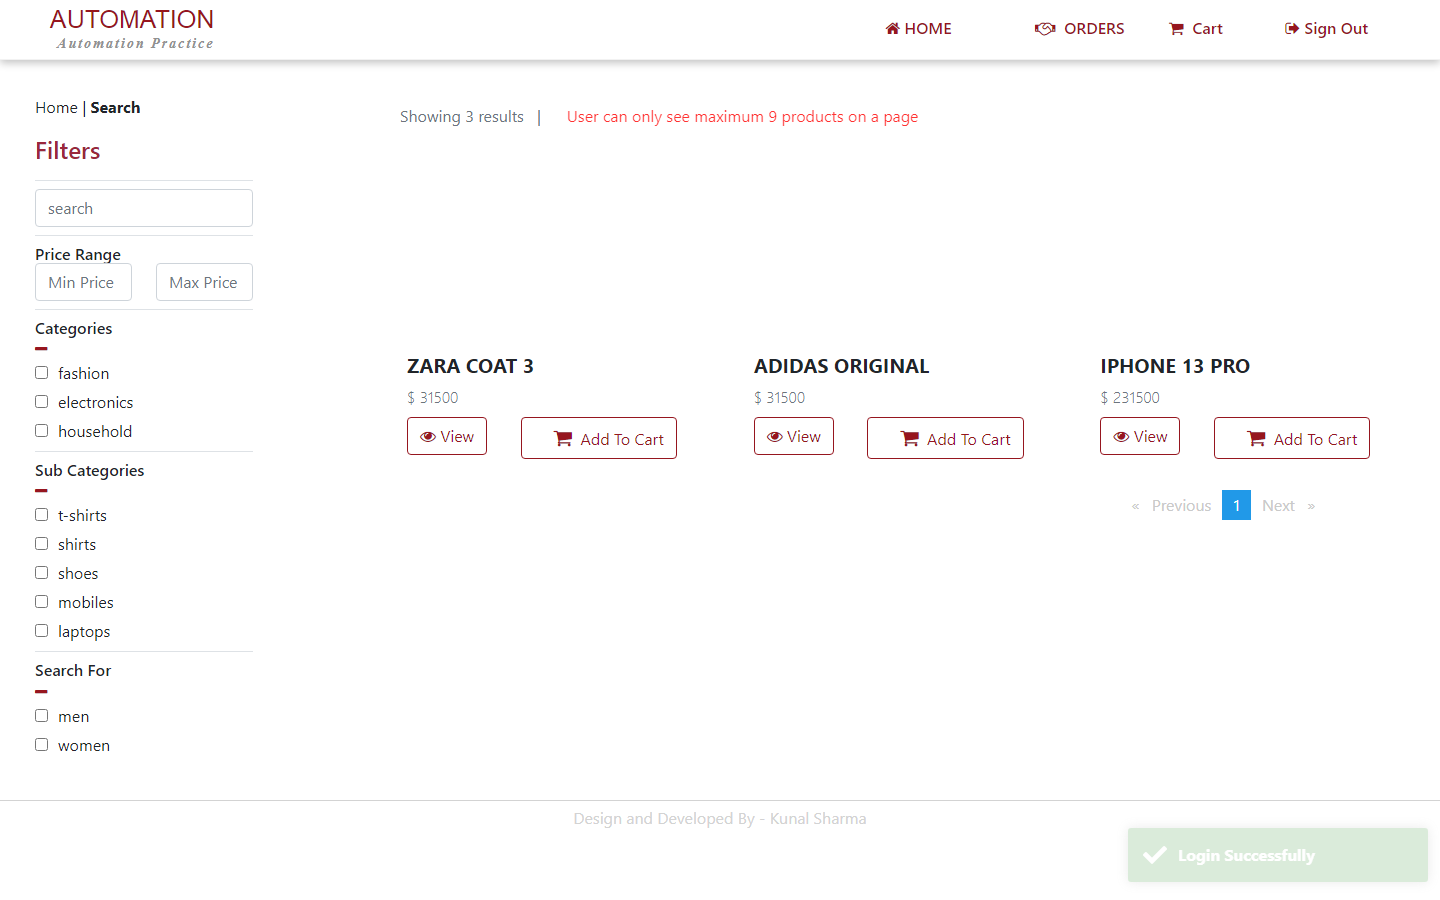 AUTOMATION
Automation Practice
HOME
ORDERS
Cart
Sign Out
Home | Search
Showing 3 results |
User can only see maximum 9 products on a page
Filters
search
Price Range
Min Price
Max Price
Categories
fashion
electronics
household
Sub Categories
t-shirts
shirts
shoes
mobiles
laptops
Search For
men
women
ZARA COAT 3
$ 31500
View
Add To Cart
ADIDAS ORIGINAL
$ 31500
View
Add To Cart
IPHONE 13 PRO
$ 231500
View
Add To Cart
« Previous 1 Next »
Design and Developed By - Kunal Sharma
Login Successfully